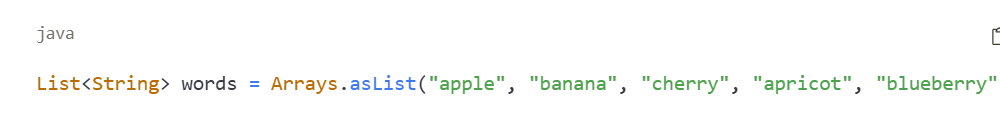 java
List<String> words = Arrays.asList("apple", "banana", "cherry", "apricot", "blueberry"